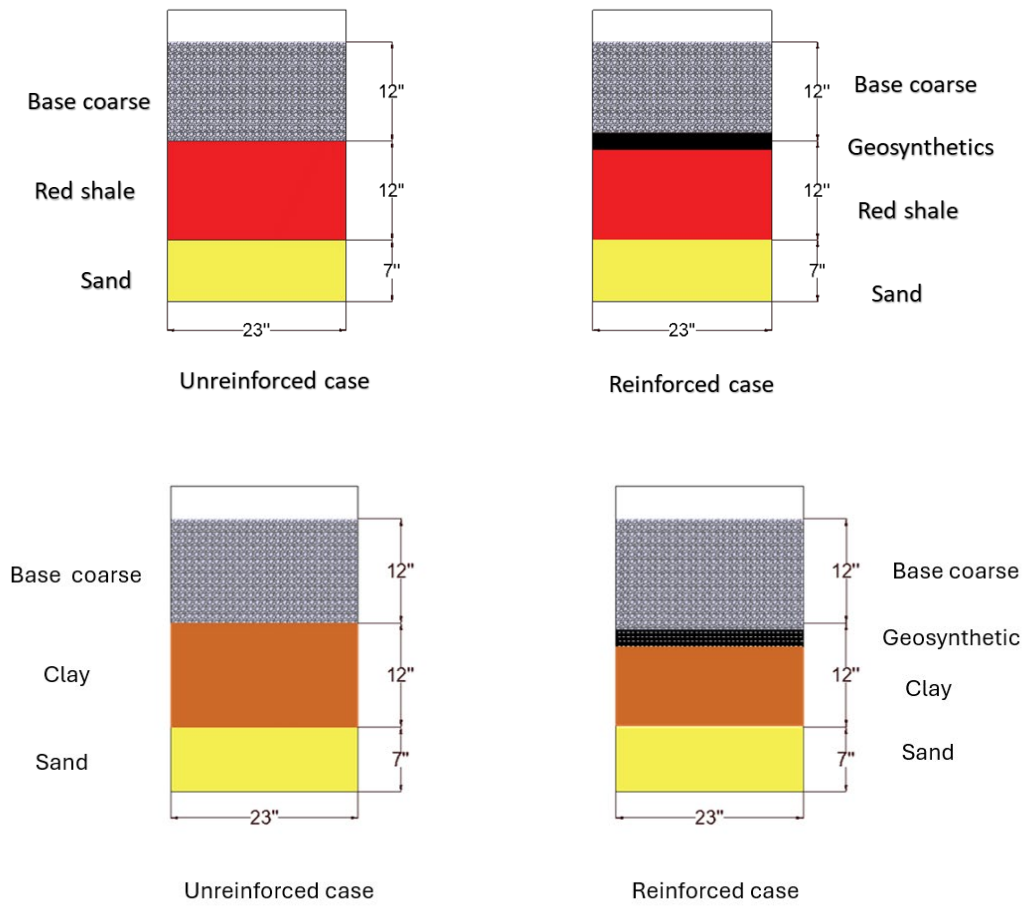 Base coarse
12"
Red shale
12"
Sand
7"
23"
Unreinforced case
12"
Base coarse
Geosynthetics
12"
Red shale
7"
Sand
23"
Reinforced case
Base coarse
12"
Clay
12"
Sand
7"
23"
Unreinforced case
12"
Base coarse
Geosynthetic
12"
Clay
7"
Sand
23"
Reinforced case